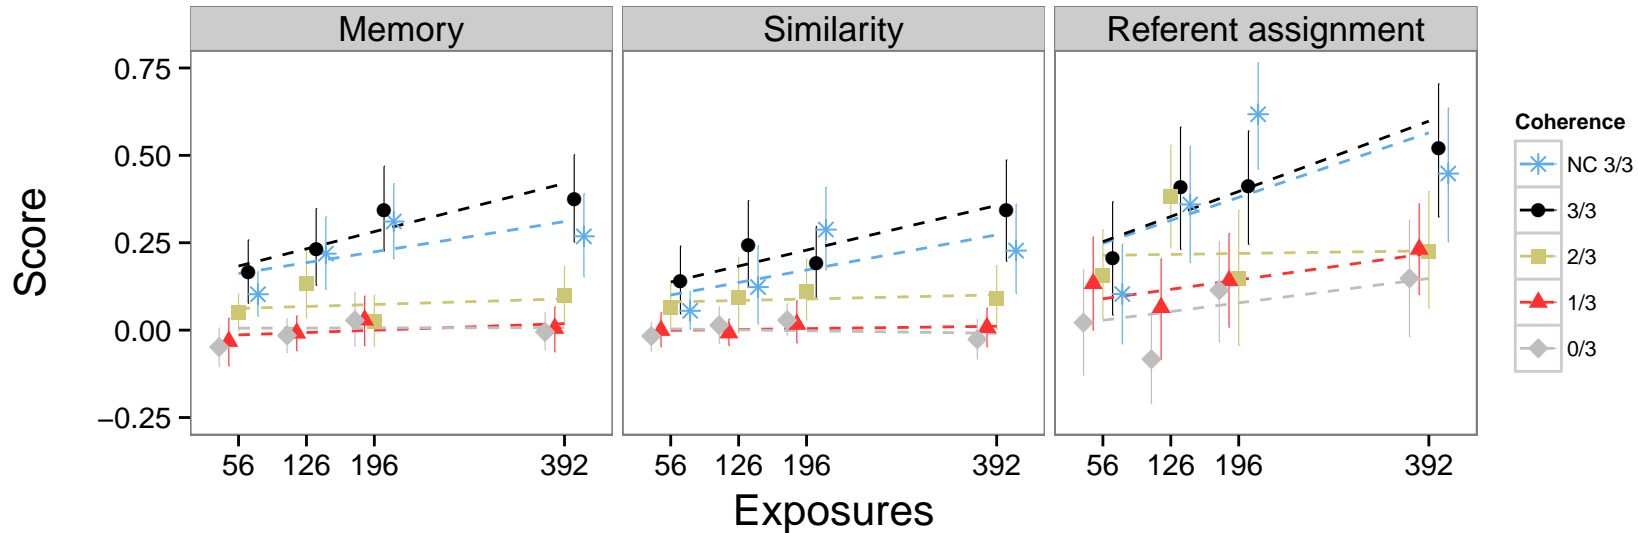 Memory
Similarity
Referent assignment
Score
0.75
0.50
0.25
0.00
−0.25
56 126 196 392
56 126 196 392
56 126 196 392
Exposures
Coherence
NC 3/3
3/3
2/3
1/3
0/3